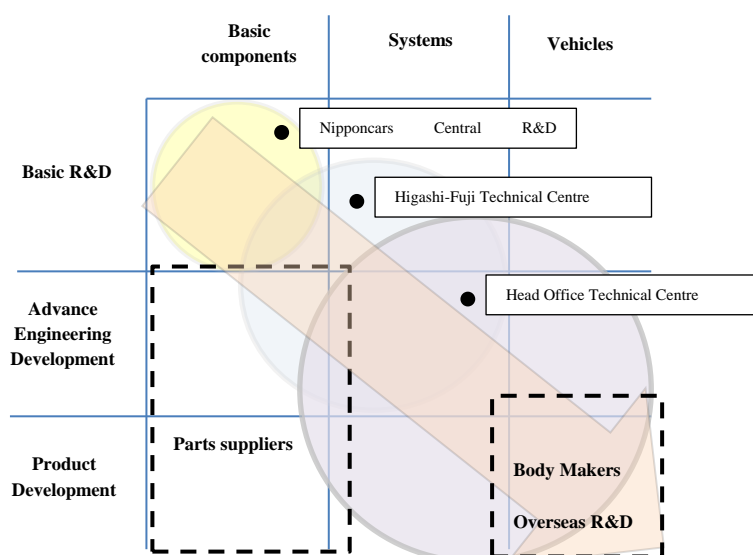 Basic
components
Systems
Vehicles
Nipponcars Central R&D
Basic R&D
Higashi-Fuji Technical Centre
Head Office Technical Centre
Advance
Engineering
Development
Parts suppliers
Product
Development
Body Makers
Overseas R&D